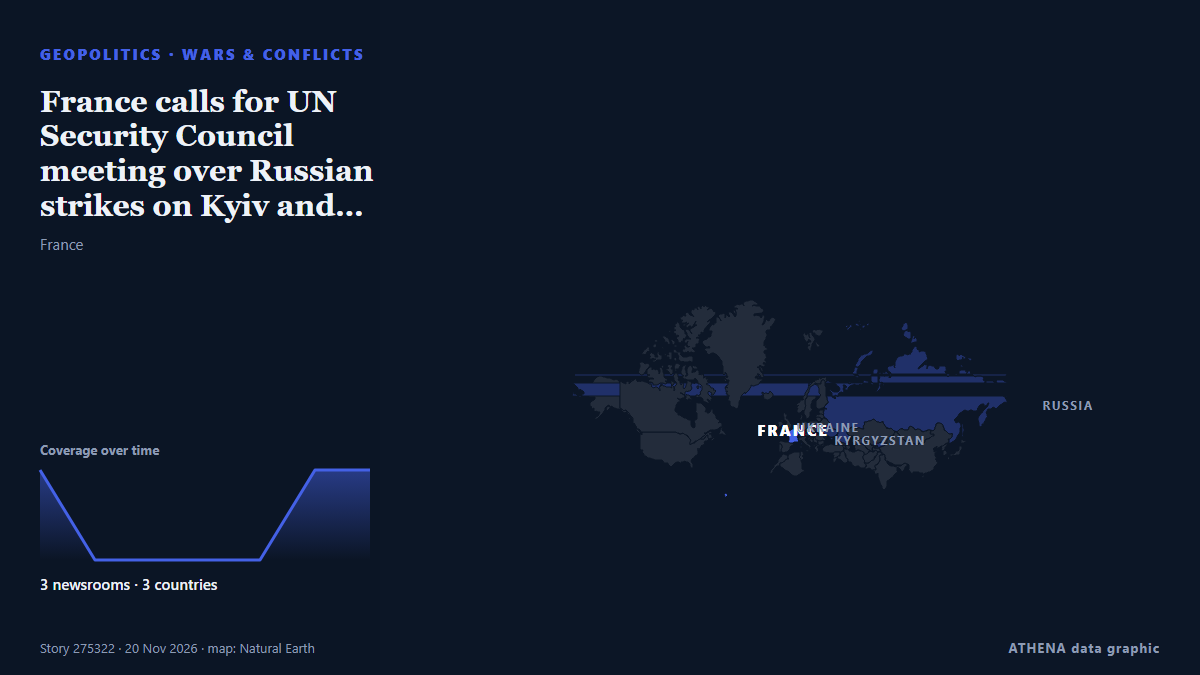 GEOPOLITICS · WARS & CONFLICTS
France calls for UN
Security Council
meeting over Russian
strikes on Kyiv and...
France
RUSSIA
UKRAINE
FRANCE
KYRGYZSTAN
Coverage over time
3 newsrooms · 3 countries
Story 275322 · 20 Nov 2026 · map: Natural Earth
ATHENA data graphic